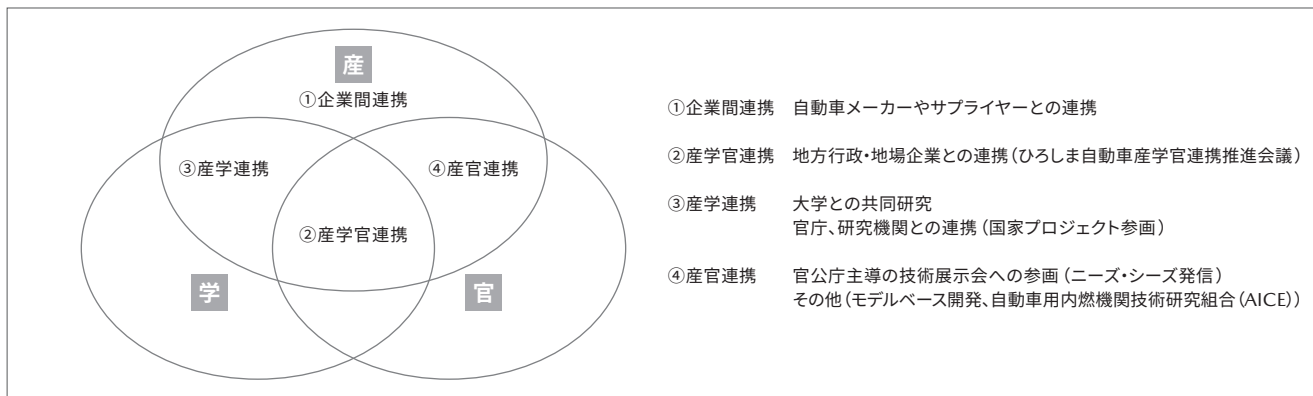 産
①企業間連携
③産学連携
④産官連携
②産学官連携
学
官
①企業間連携 自動車メーカーやサプライヤーとの連携
②産学官連携 地方行政・地場企業との連携（ひろしま自動車産学官連携推進会議）
③産学連携 大学との共同研究
官庁、研究機関との連携（国家プロジェクト参画）
④産官連携 官公庁主導の技術展示会への参画（ニーズ・シーズ発信）
その他（モデルベース開発、自動車用内燃機関技術研究組合（AICE））